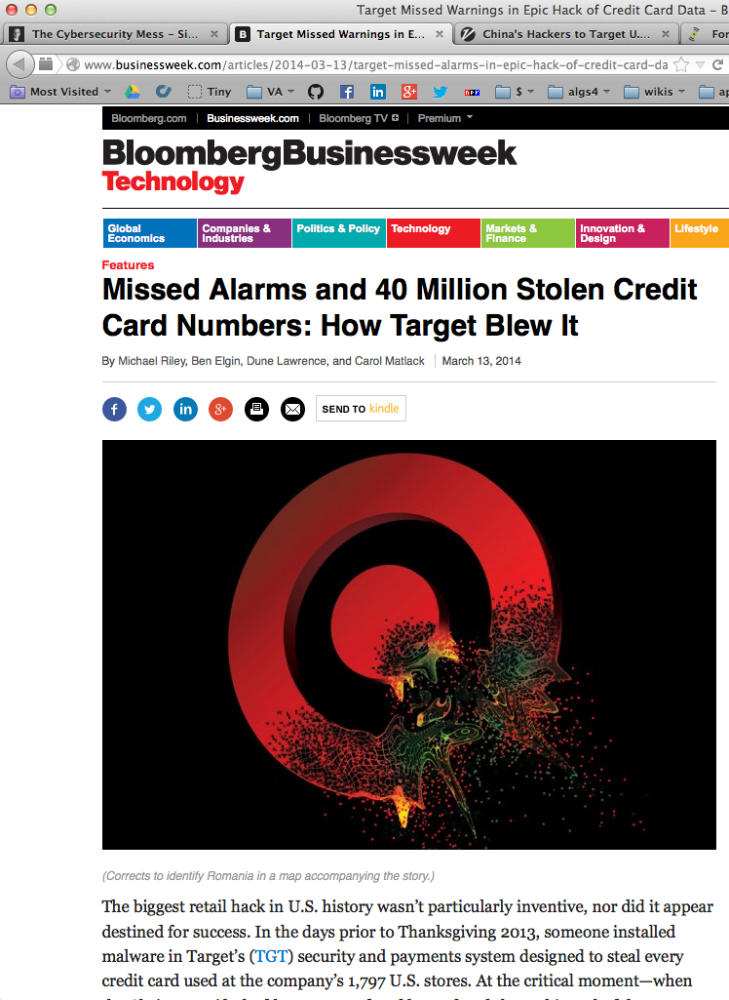 Target Missed Warnings in Epic Hack of Credit Card Data – B
The Cybersecurity Mess – Si... × B Target Missed Warnings in E... × China's Hackers to Target U.... × For
www.businessweek.com/articles/2014-03-13/target-missed-alarms-in-epic-hack-of-credit-card-da
Most Visited Tiny VA f in g+ $ algs4 wikis ap
Bloomberg.com Businessweek.com Bloomberg TV Premium
BloombergBusinessweek
Technology
Global Economics
Companies & Industries
Politics & Policy
Technology
Markets & Finance
Innovation & Design
Lifestyle
Features
Missed Alarms and 40 Million Stolen Credit
Card Numbers: How Target Blew It
By Michael Riley, Ben Elgin, Dune Lawrence, and Carol Matlack March 13, 2014
f in g+ SEND TO kindle
(Corrects to identify Romania in a map accompanying the story.)
The biggest retail hack in U.S. history wasn't particularly inventive, nor did it appear
destined for success. In the days prior to Thanksgiving 2013, someone installed
malware in Target's (TGT) security and payments system designed to steal every
credit card used at the company's 1,797 U.S. stores. At the critical moment—when